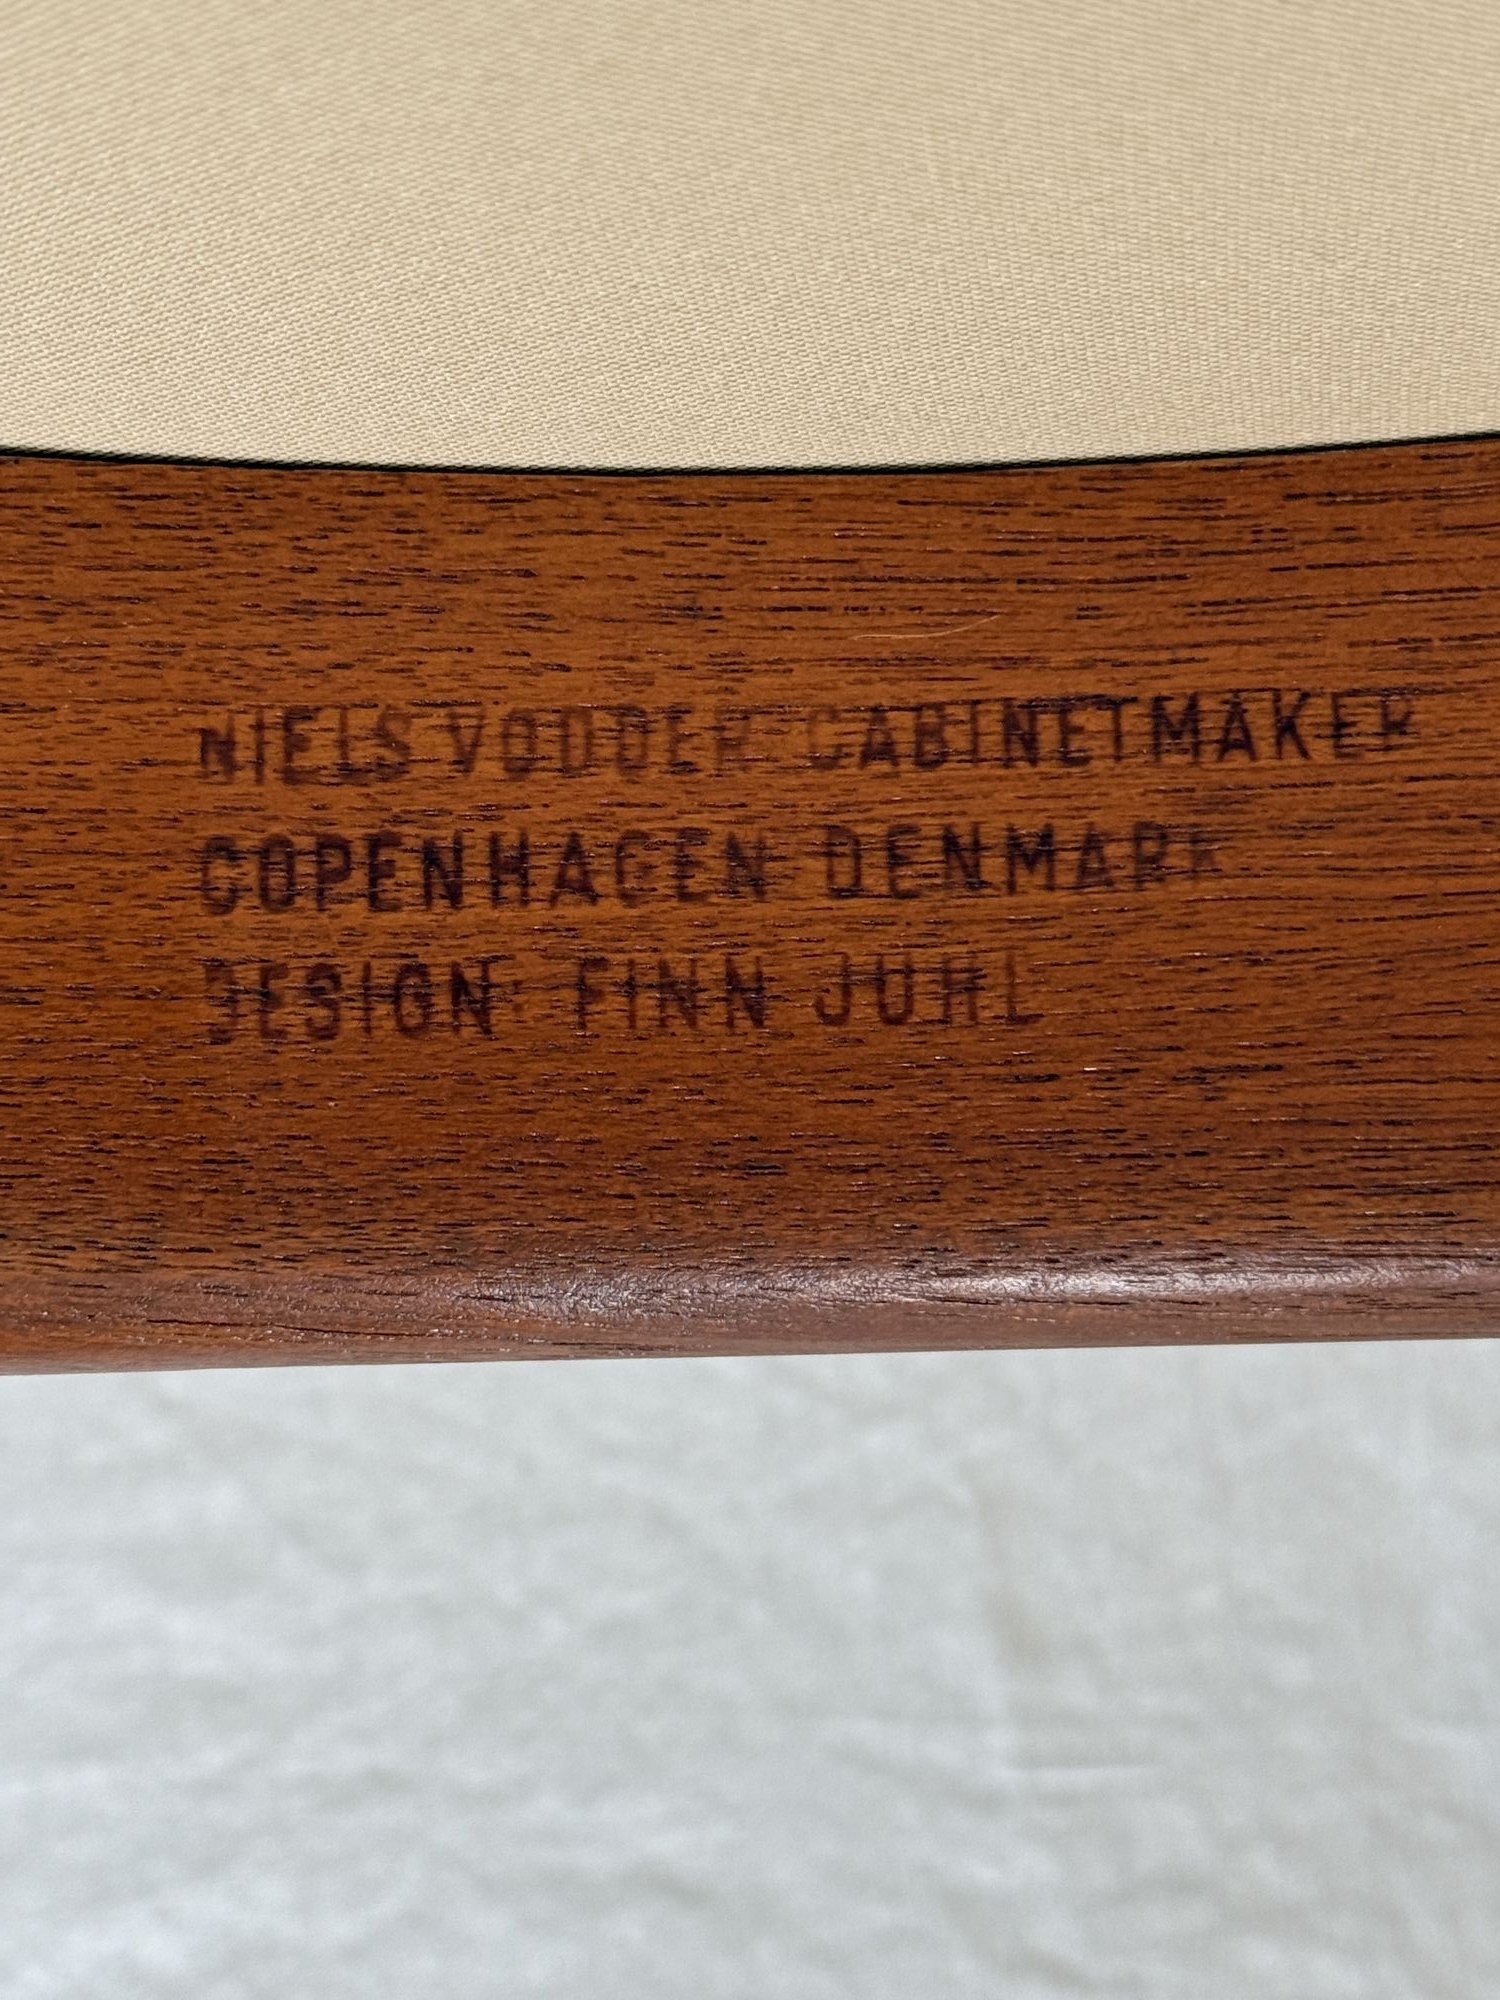 NIELS VODDER CABINETMAKER
COPENHAGEN DENMARK
DESIGN: FINN JUHL